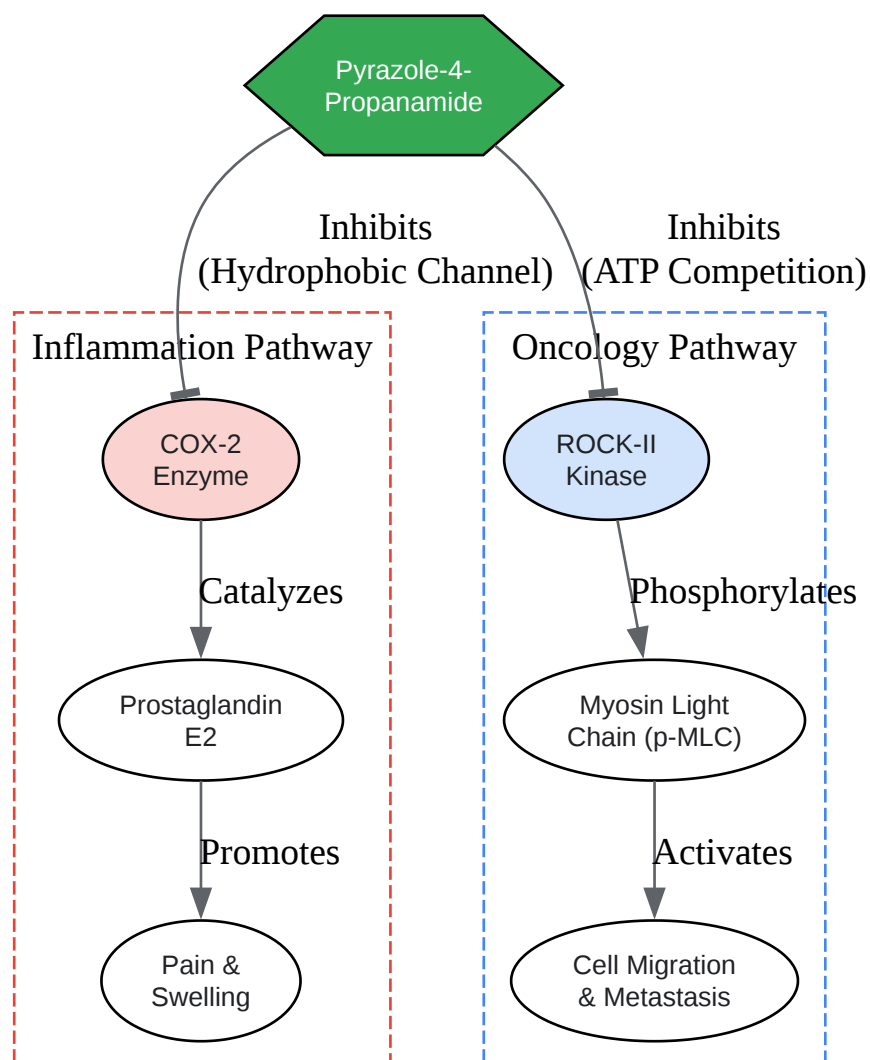 Pyrazole-4-
Propanamide
Inhibits
(Hydrophobic Channel)
Inhibits
(ATP Competition)
Inflammation Pathway
Oncology Pathway
COX-2
Enzyme
ROCK-II
Kinase
Catalyzes
Phosphorylates
Prostaglandin
E2
Myosin Light
Chain (p-MLC)
Promotes
Activates
Pain &
Swelling
Cell Migration
& Metastasis